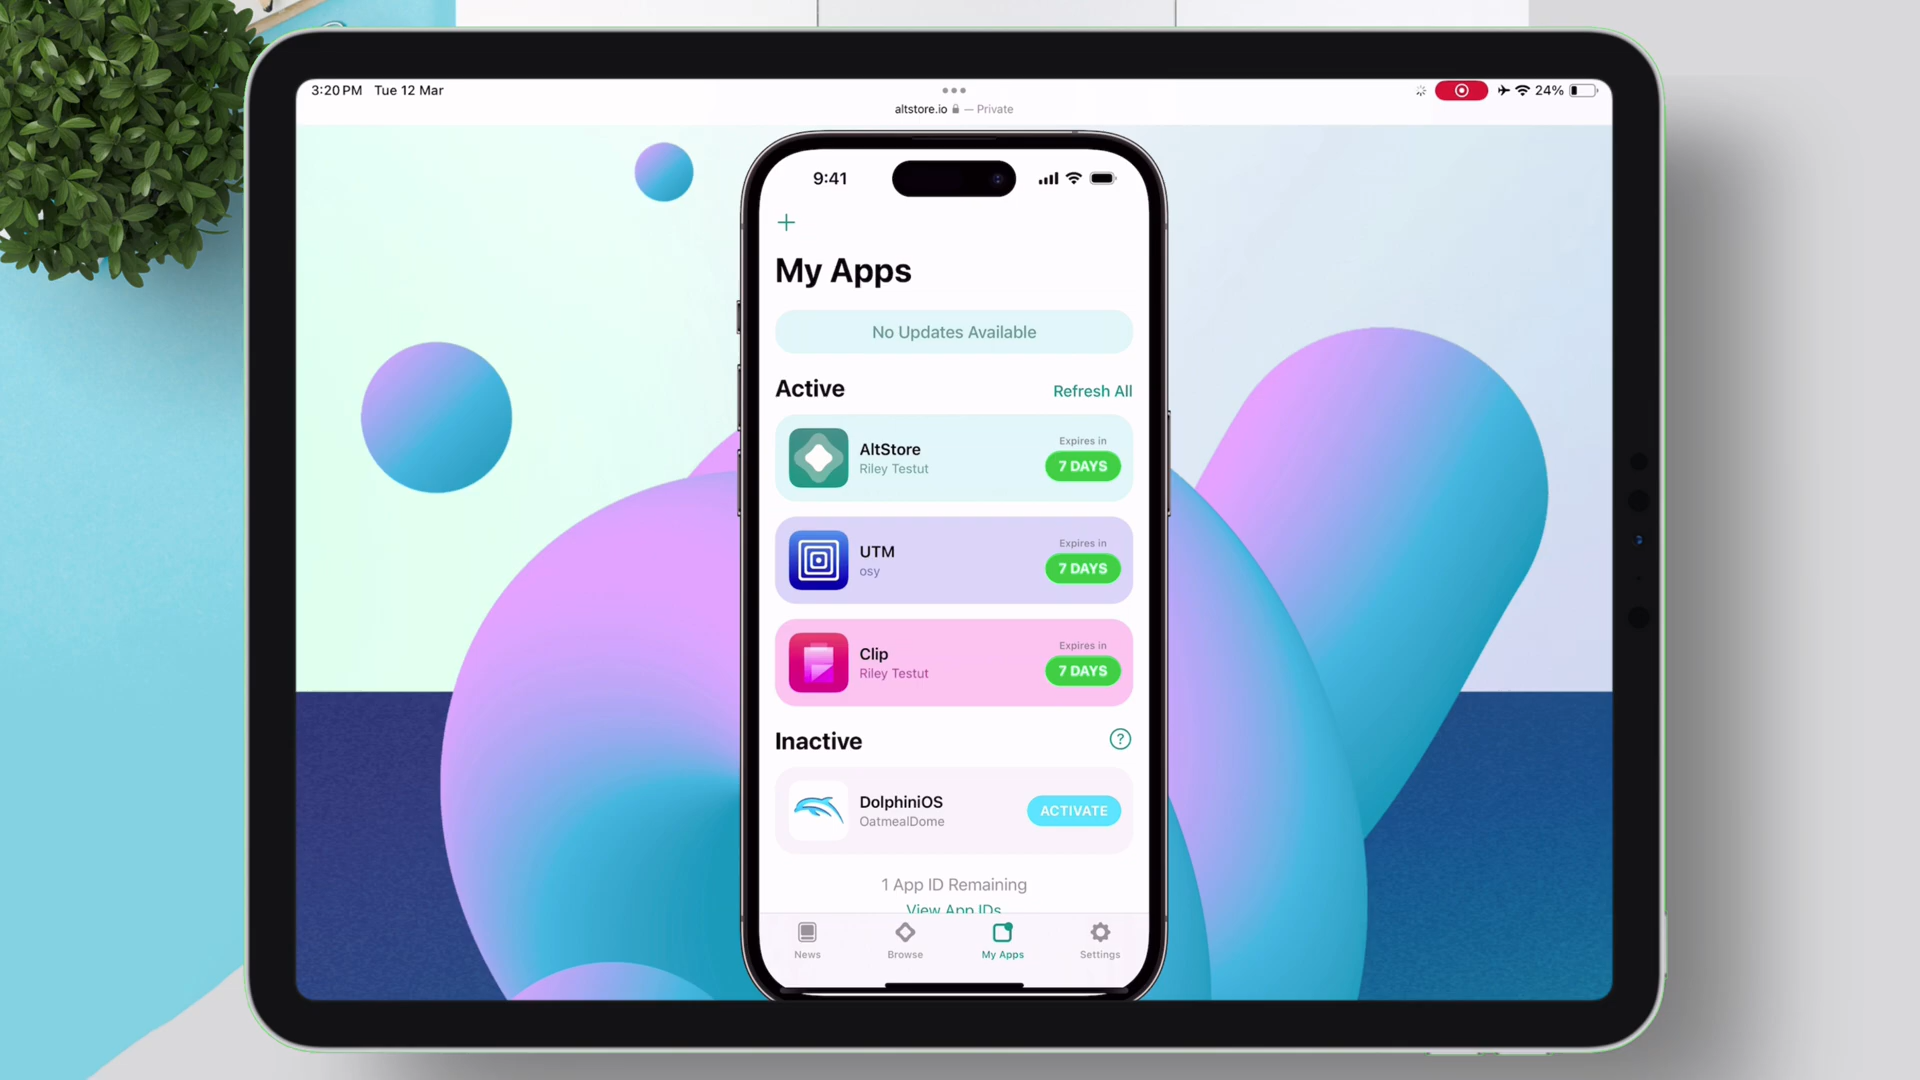 3:20 PM Tue 12 Mar
24%
altstore.io — Private
9:41
My Apps
No Updates Available
Active
Refresh All
AltStore
Riley Testut
Expires in
7 DAYS
UTM
osy
Expires in
7 DAYS
Clip
Riley Testut
Expires in
7 DAYS
Inactive
?
DolphiniOS
OatmealDome
ACTIVATE
1 App ID Remaining
View App IDs
News
Browse
My Apps
Settings